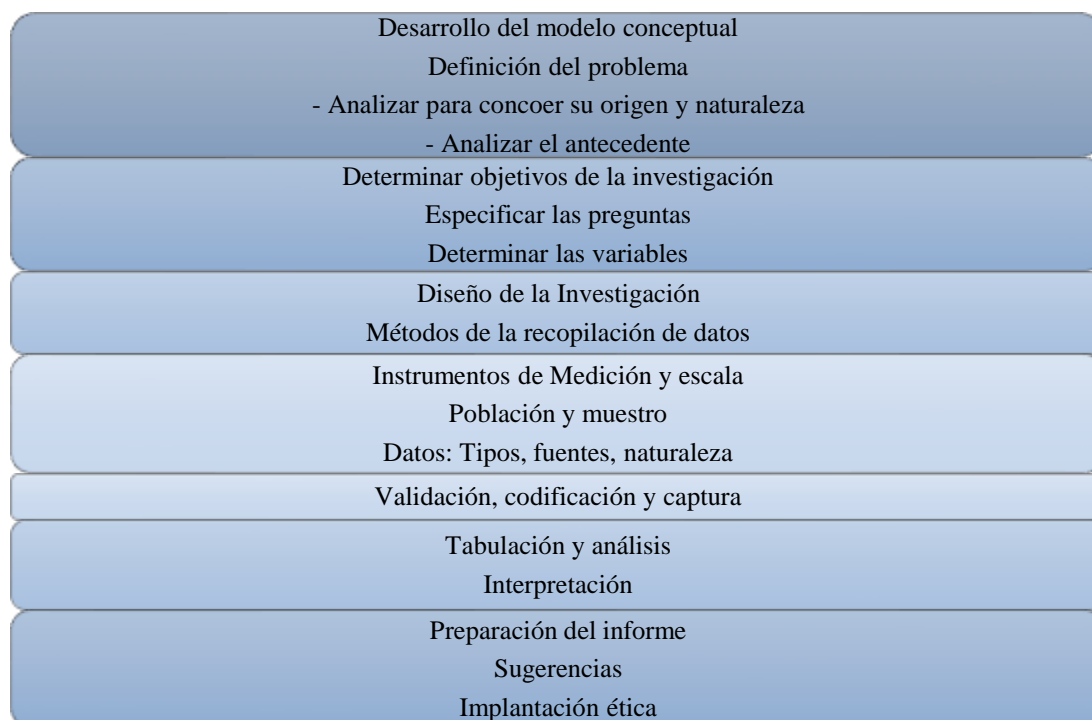 Desarrollo del modelo conceptual
Definición del problema
- Analizar para concoer su origen y naturaleza
- Analizar el antecedente
Determinar objetivos de la investigación
Especificar las preguntas
Determinar las variables
Diseño de la Investigación
Métodos de la recopilación de datos
Instrumentos de Medición y escala
Población y muestro
Datos: Tipos, fuentes, naturaleza
Validación, codificación y captura
Tabulación y análisis
Interpretación
Preparación del informe
Sugerencias
Implantación ética